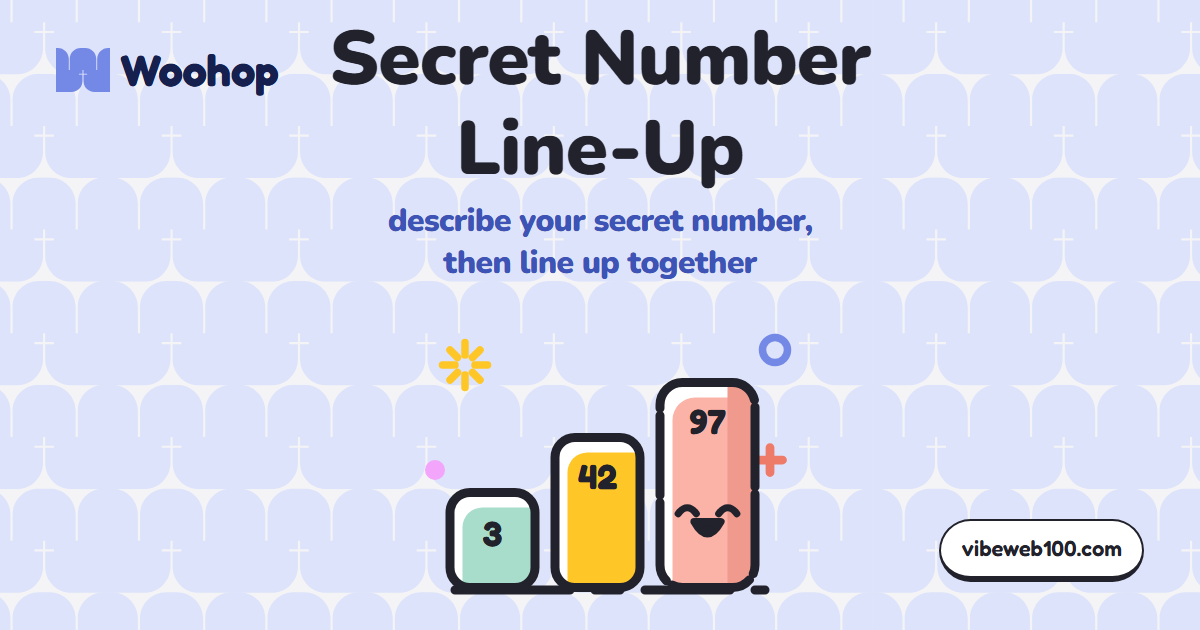 Woohop
Secret Number
Line-Up
describe your secret number,
then line up together
97
42
3
vibeweb100.com